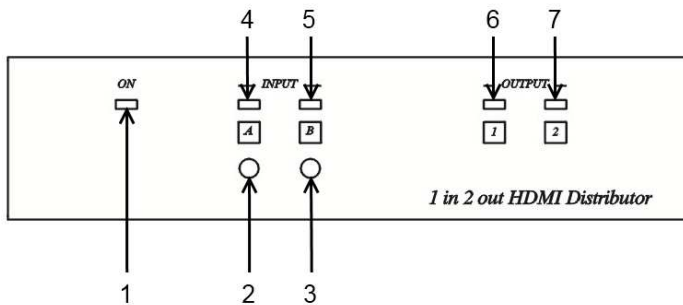 4 5 6 7
ON INPUT OUTPUT
A B 1 2
1 in 2 out HDMI Distributor
1 2 3